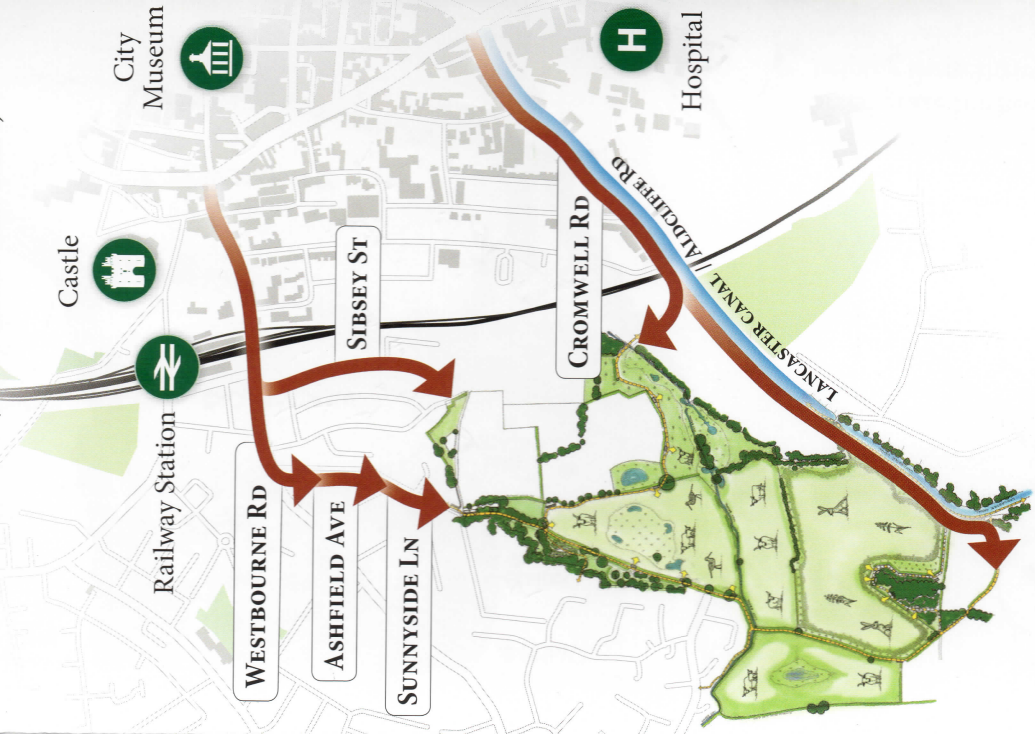 City
Museum
H
Hospital
Castle
Railway Station
SIBSEY ST
CROMWELL RD
LANCASTER CANAL / ALDCLIFFE RD
WESTBOURNE RD
ASHFIELD AVE
SUNNYSIDE LN